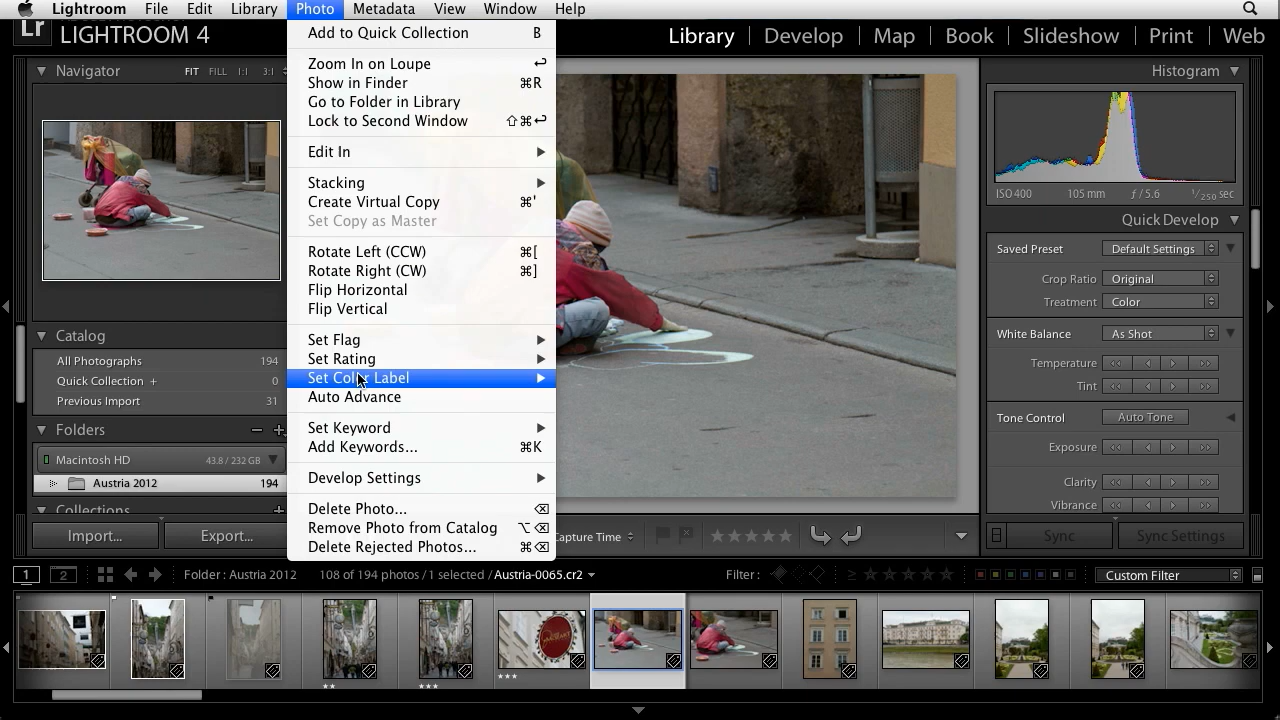 Lightroom File Edit Library Photo Metadata View Window Help
Lr LIGHTROOM 4
Library | Develop | Map | Book | Slideshow | Print | Web
Navigator FIT FILL 1:1 3:1
Catalog
All Photographs 194
Quick Collection + 0
Previous Import 31
Folders
Macintosh HD 43.8 / 232 GB
Austria 2012 194
Collections
Import... Export...
Add to Quick Collection B
Zoom In on Loupe ↩
Show in Finder ⌘R
Go to Folder in Library
Lock to Second Window ⇧⌘↩
Edit In
Stacking
Create Virtual Copy ⌘'
Set Copy as Master
Rotate Left (CCW) ⌘[
Rotate Right (CW) ⌘]
Flip Horizontal
Flip Vertical
Set Flag
Set Rating
Set Color Label
Auto Advance
Set Keyword
Add Keywords... ⌘K
Develop Settings
Delete Photo... ⌫
Remove Photo from Catalog ⌥⌫
Delete Rejected Photos... ⌘⌫
Capture Time
Histogram
ISO 400 105 mm f / 5.6 1/250 sec
Quick Develop
Saved Preset Default Settings
Crop Ratio Original
Treatment Color
White Balance As Shot
Temperature
Tint
Tone Control Auto Tone
Exposure
Clarity
Vibrance
Sync Sync Settings
1 2 Folder : Austria 2012 108 of 194 photos / 1 selected / Austria-0065.cr2 Filter : Custom Filter